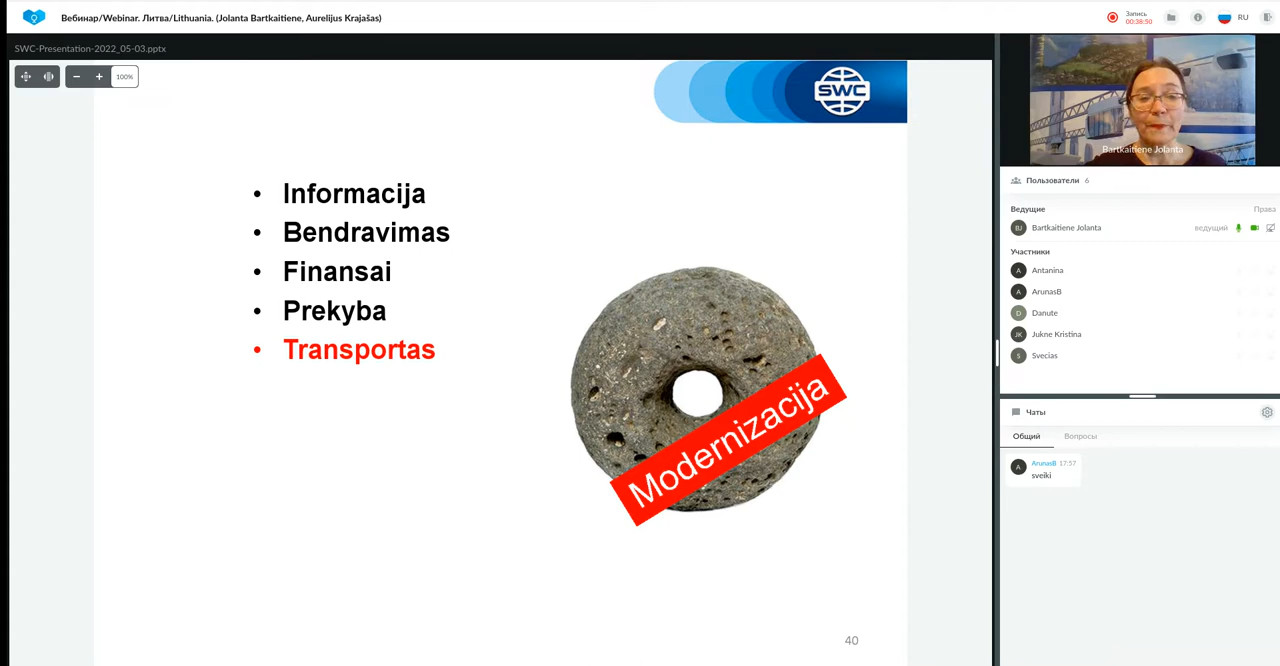 Вебинар/Webinar. Литва/Lithuania. (Jolanta Bartkaitiene, Aurelijus Krajašas)
Запись
00:38:50
RU
SWC-Presentation-2022_05-03.pptx
100%
SWC
• Informacija
• Bendravimas
• Finansai
• Prekyba
• Transportas
Modernizacija
40
Bartkaitiene Jolanta
Пользователи 6
Ведущие Права
BJ Bartkaitiene Jolanta ведущий
Участники
A Antanina
A ArunasB
D Danute
JK Jukne Kristina
S Svecias
Чаты
Общий Вопросы
A ArunasB 17:57
sveiki